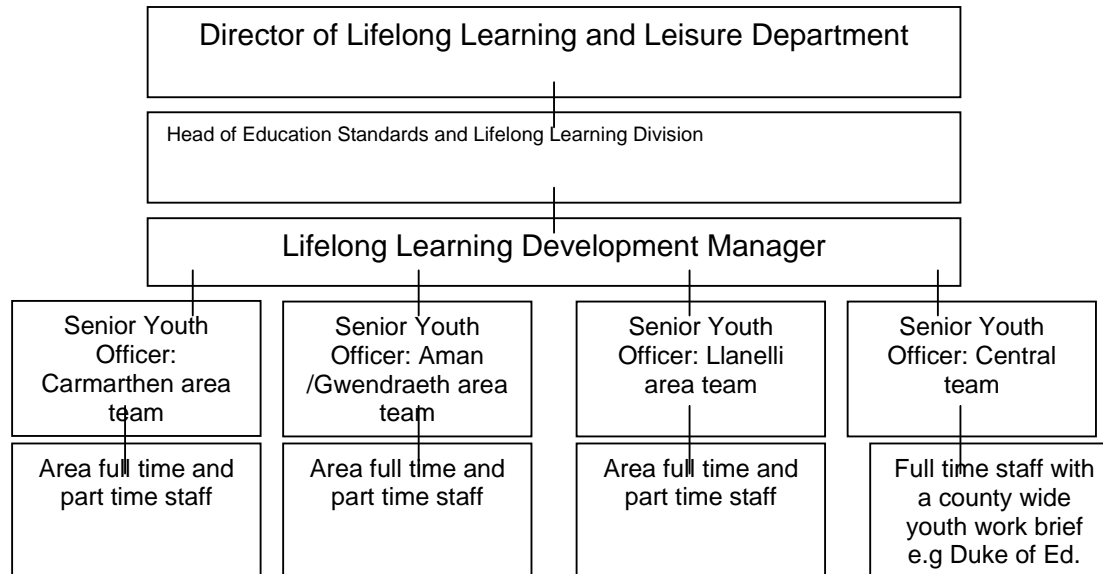 Director of Lifelong Learning and Leisure Department
Head of Education Standards and Lifelong Learning Division
Lifelong Learning Development Manager
Senior Youth
Officer:
Carmarthen area
team
Senior Youth
Officer: Aman
/Gwendraeth area
team
Senior Youth
Officer: Llanelli
area team
Senior Youth
Officer: Central
team
Area full time and
part time staff
Area full time and
part time staff
Area full time and
part time staff
Full time staff with
a county wide
youth work brief
e.g Duke of Ed.